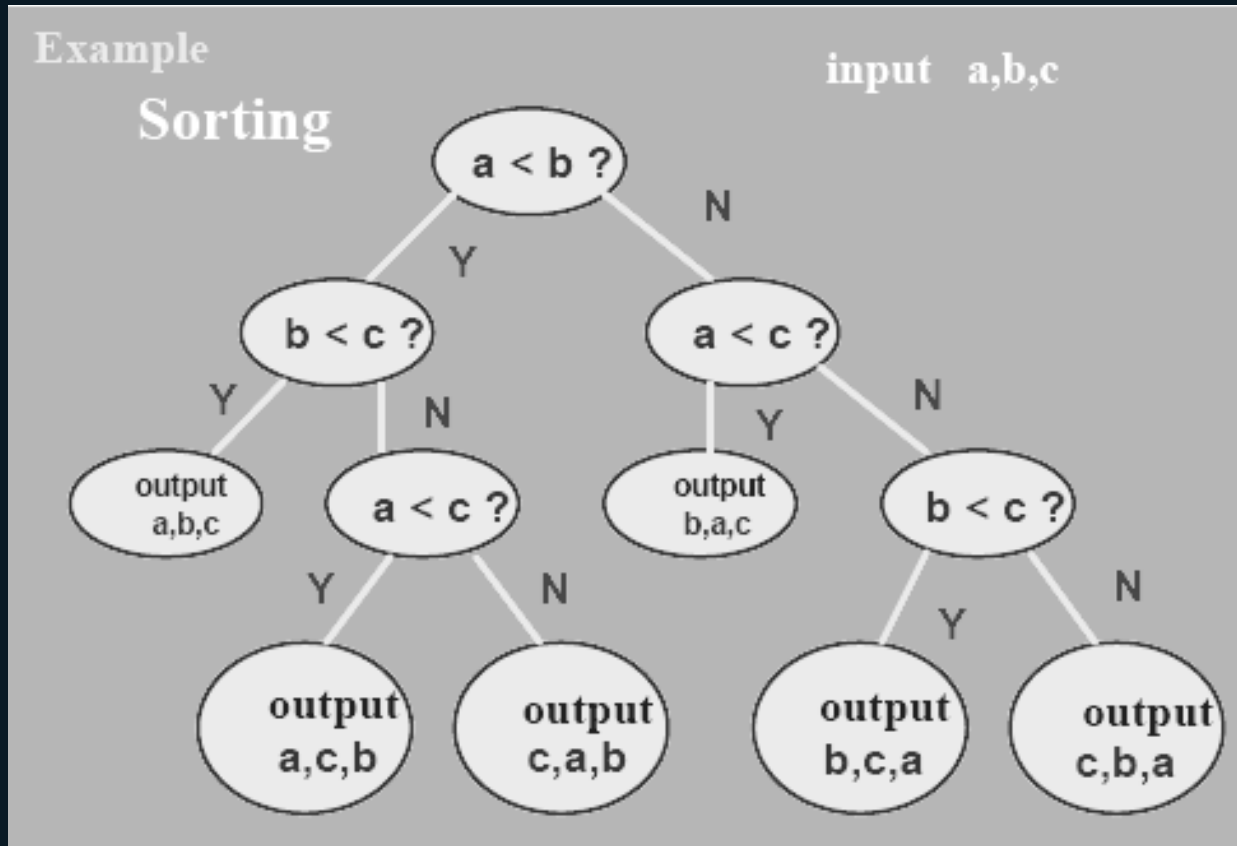 Example
input a,b,c
Sorting
a < b ?
N
Y
b < c ?
a < c ?
Y
N
Y
N
output
a,b,c
a < c ?
output
b,a,c
b < c ?
Y
N
Y
N
output
a,c,b
output
c,a,b
output
b,c,a
output
c,b,a